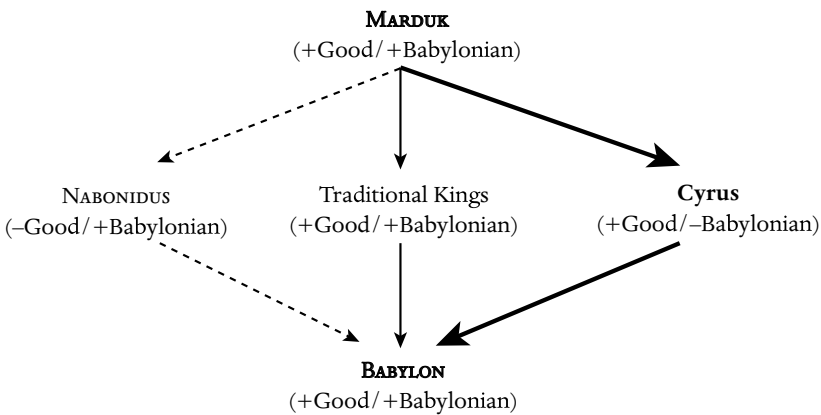 MARDUK
(+Good/+Babylonian)
NABONIDUS
(–Good/+Babylonian)
Traditional Kings
(+Good/+Babylonian)
Cyrus
(+Good/–Babylonian)
BABYLON
(+Good/+Babylonian)